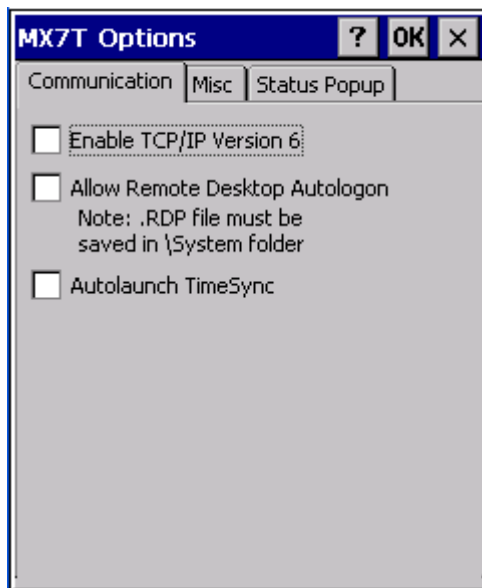 MX7T Options ? OK ×
Communication Misc Status Popup
Enable TCP/IP Version 6
Allow Remote Desktop Autologon
Note: .RDP file must be
saved in \System folder
Autolaunch TimeSync